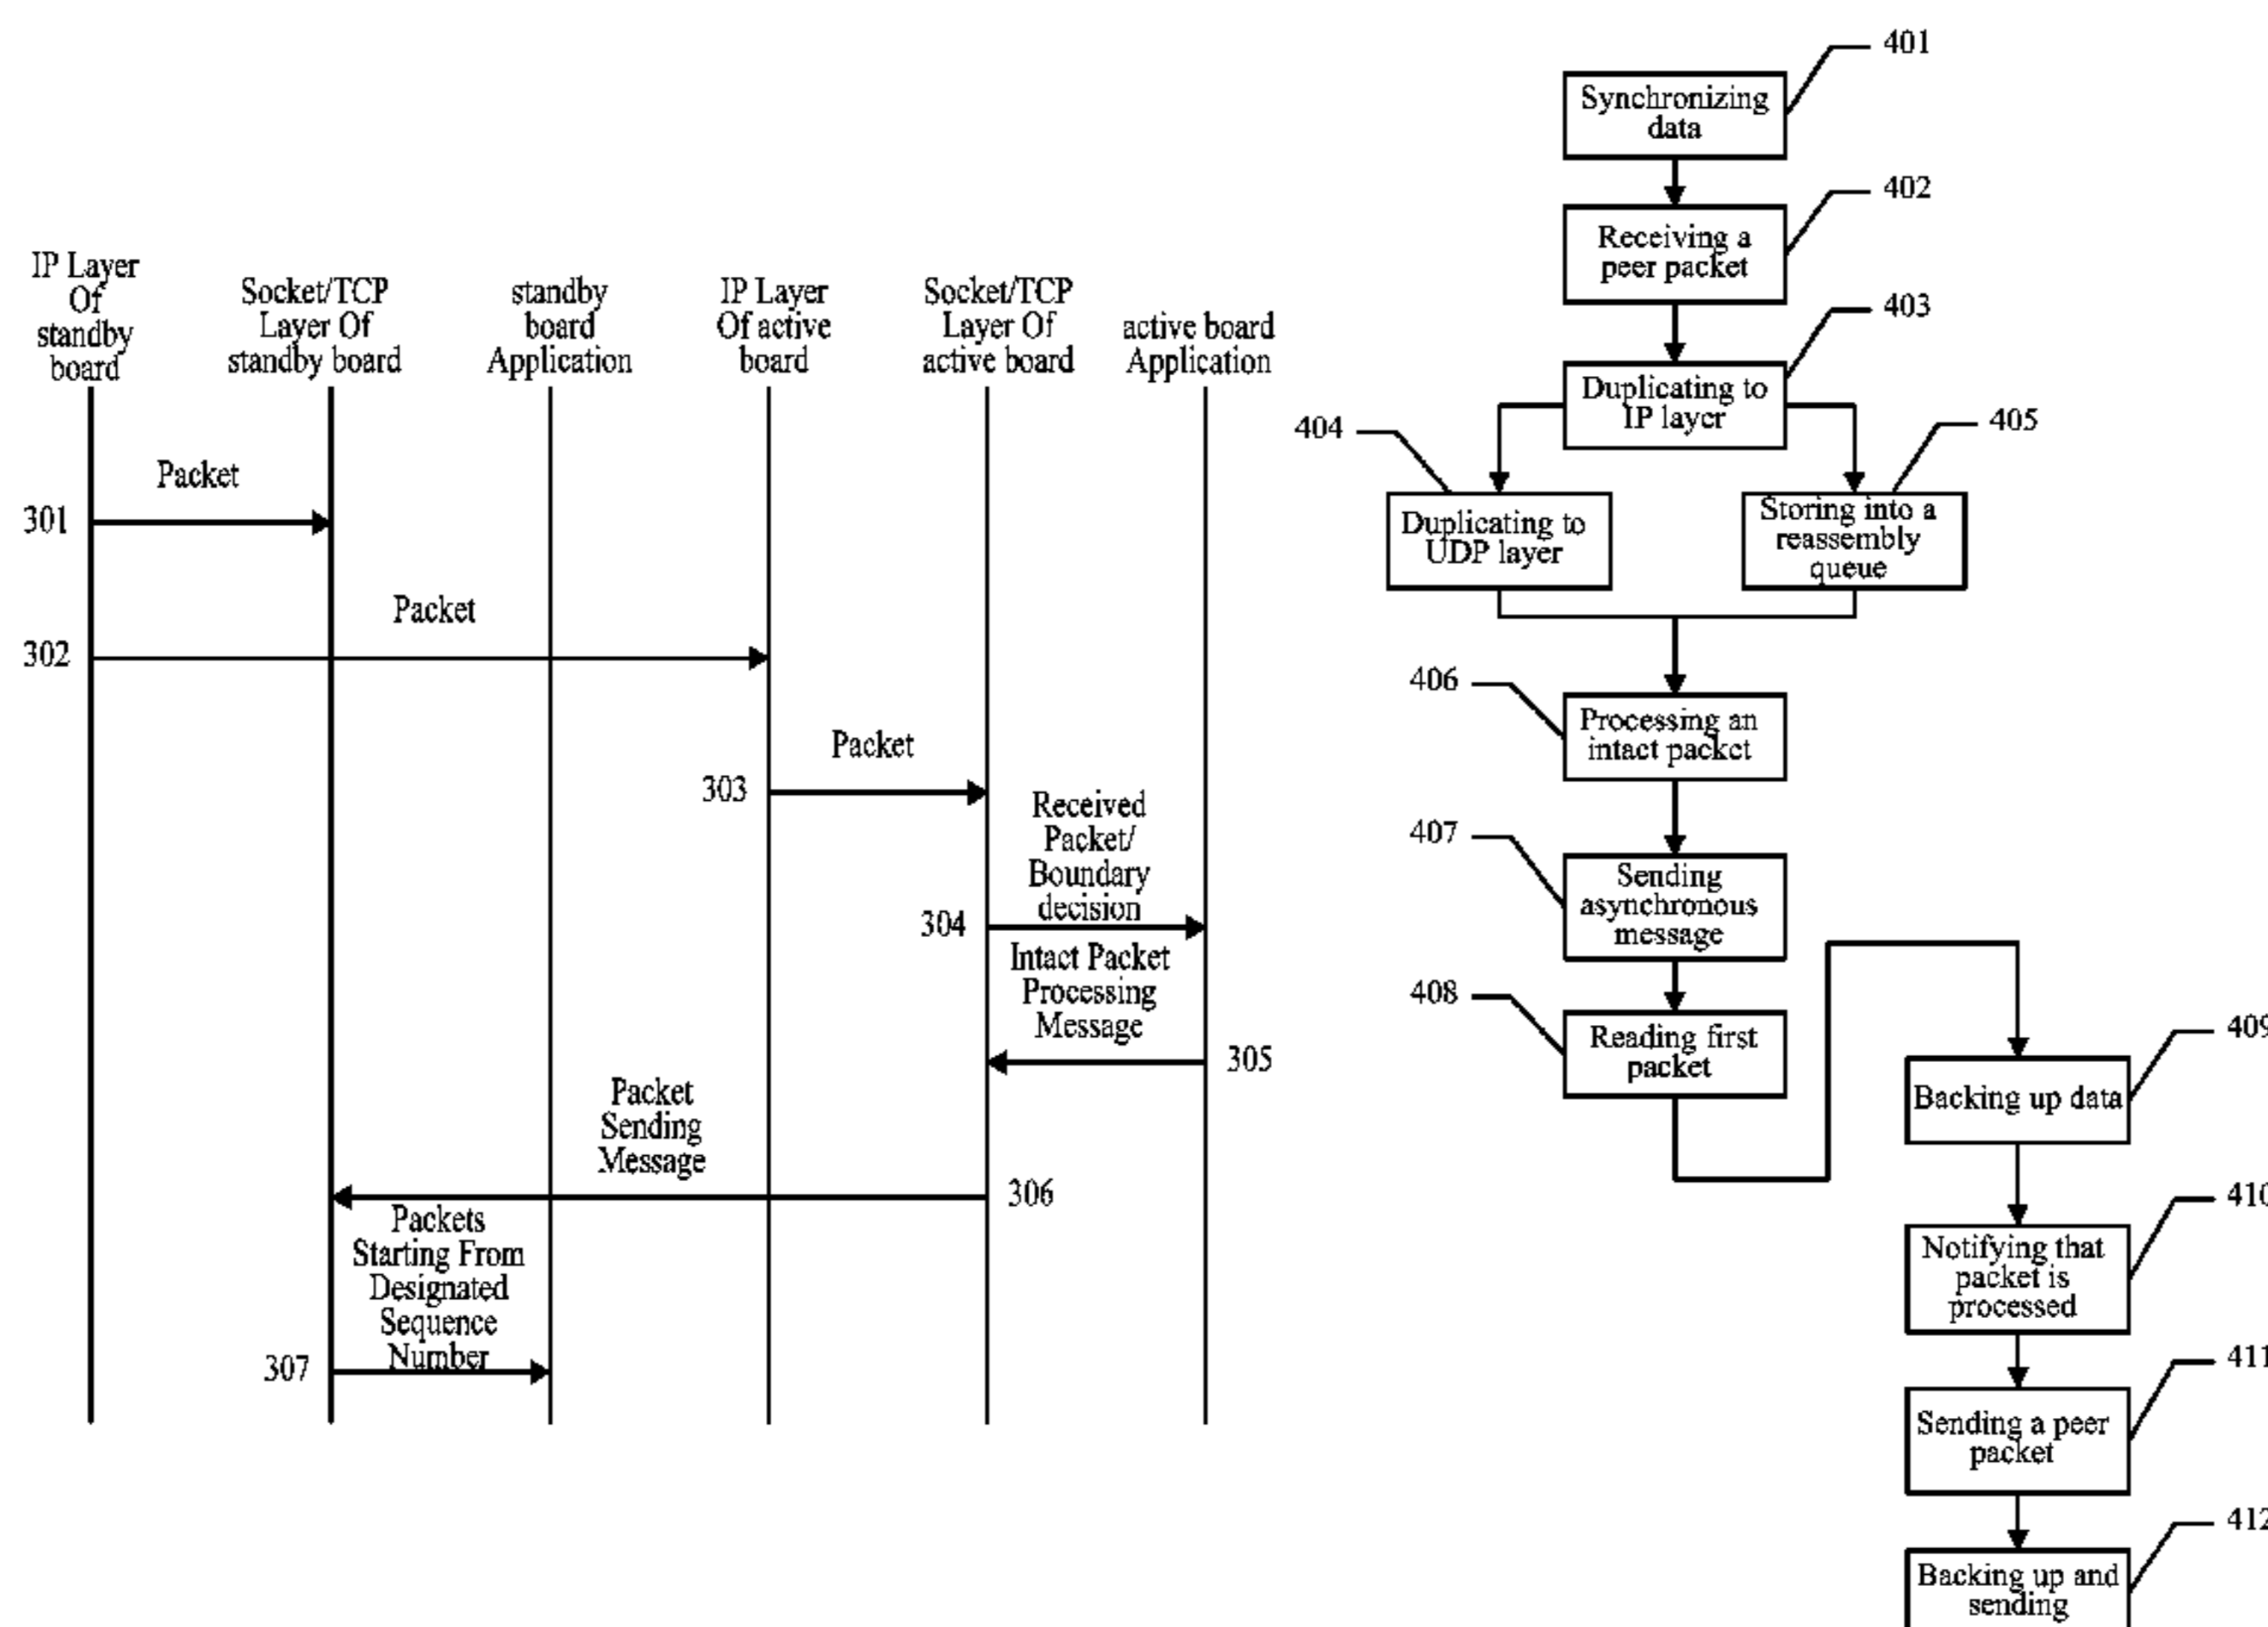 IP Layer
Of
standby
board
Socket/TCP
Layer Of
standby board
standby
board
Application
IP Layer
Of active
board
Socket/TCP
Layer Of
active board
active board
Application
Packet
301
Packet
302
Packet
303
Received
Packet/
Boundary
decision
304
Intact Packet
Processing
Message
305
Packet
Sending
Message
306
Packets
Starting From
Designated
Sequence
Number
307
401
Synchronizing
data
402
Receiving a
peer packet
403
Duplicating to
IP layer
404
Duplicating to
UDP layer
405
Storing into a
reassembly
queue
406
Processing an
intact packet
407
Sending
asynchronous
message
408
Reading first
packet
409
Backing up data
410
Notifying that
packet is
processed
411
Sending a peer
packet
412
Backing up and
sending